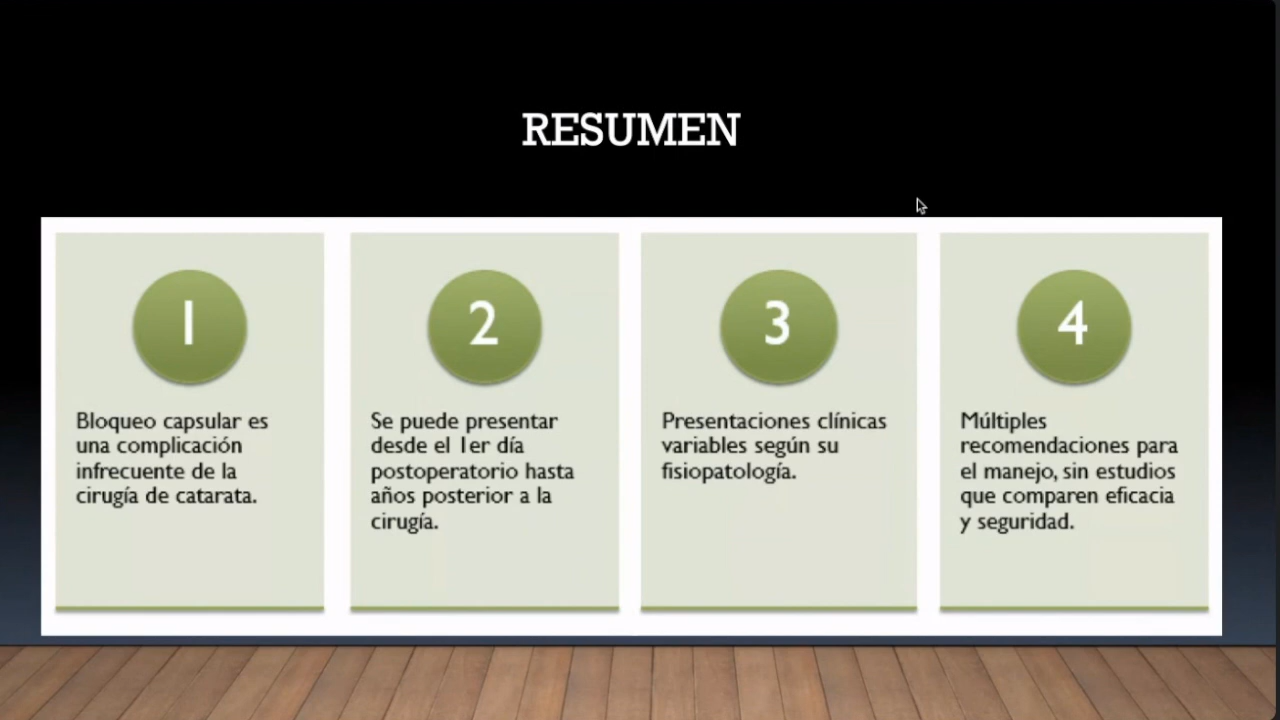 RESUMEN
1
Bloqueo capsular es
una complicación
infrecuente de la
cirugía de catarata.
2
Se puede presentar
desde el 1er día
postoperatorio hasta
años posterior a la
cirugía.
3
Presentaciones clínicas
variables según su
fisiopatología.
4
Múltiples
recomendaciones para
el manejo, sin estudios
que comparen eficacia
y seguridad.